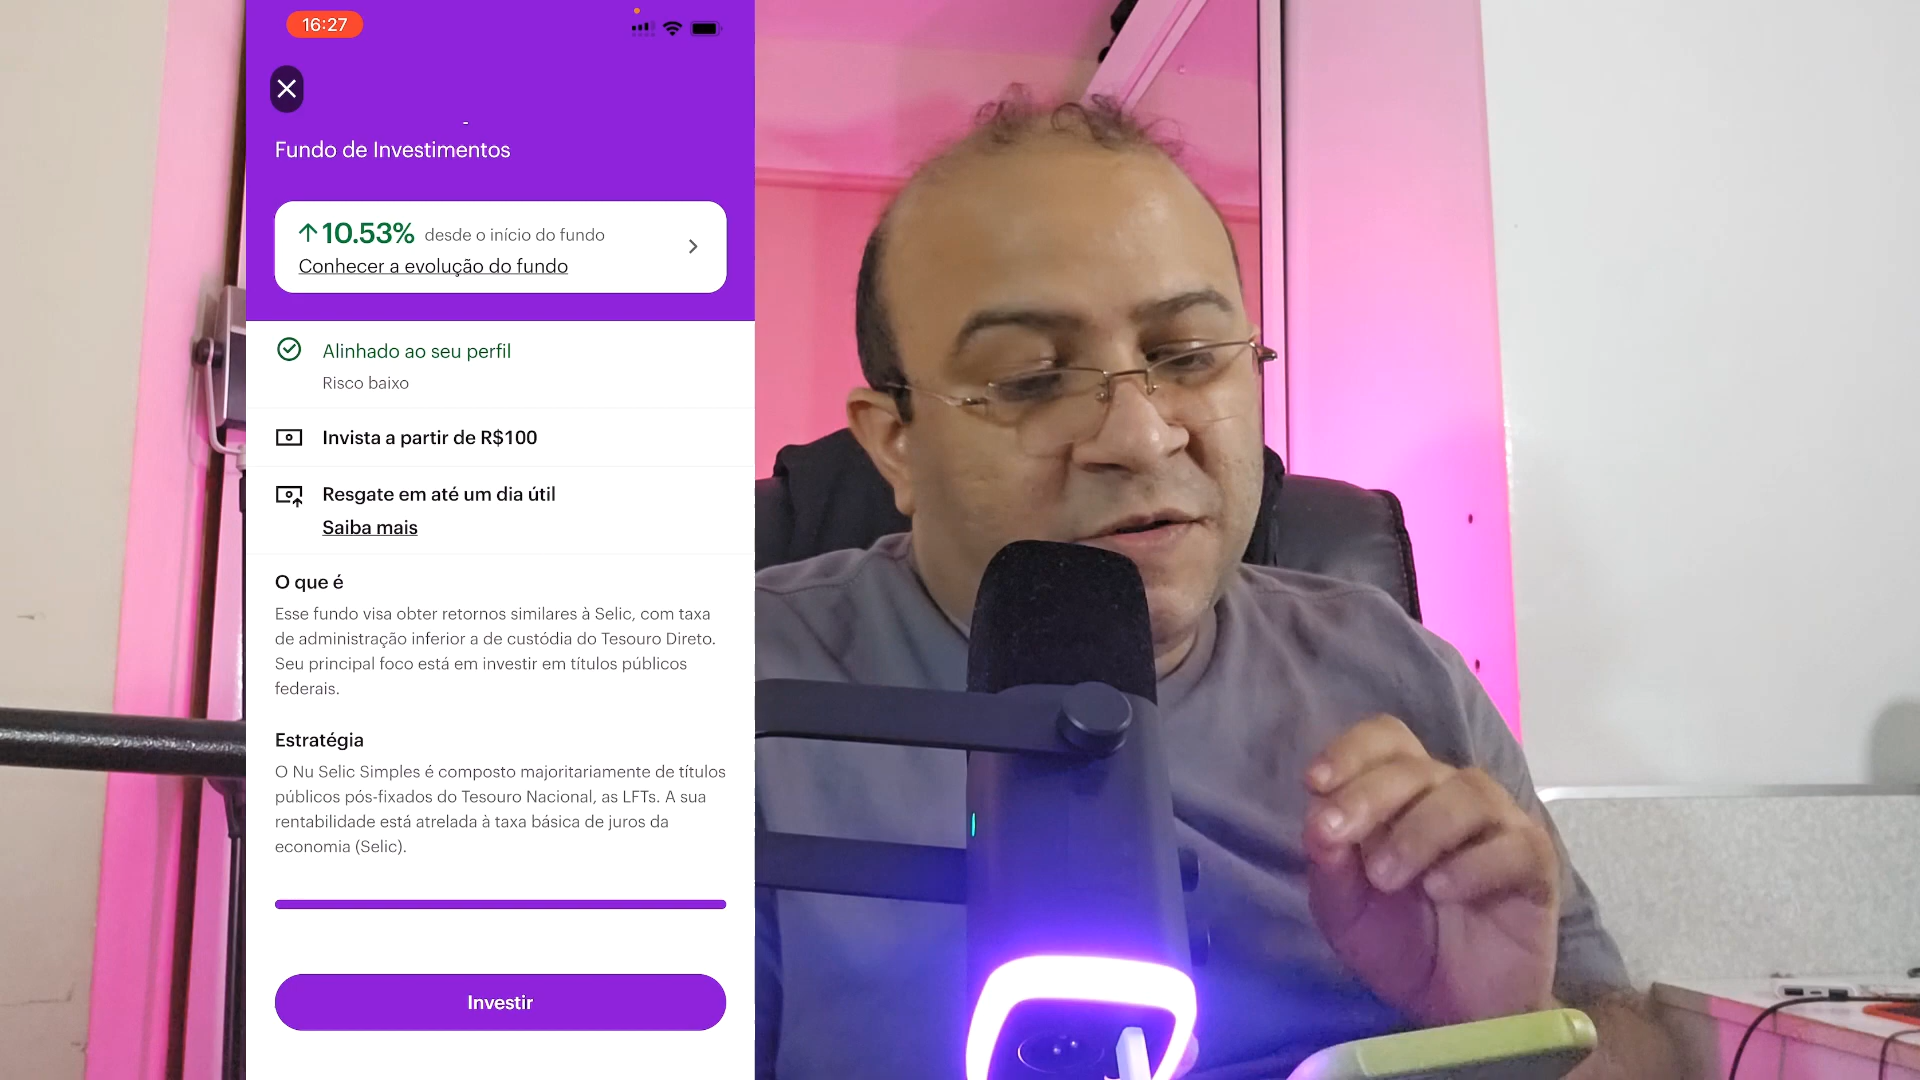 16:27
Fundo de Investimentos
10.53% desde o início do fundo
Conhecer a evolução do fundo
Alinhado ao seu perfil
Risco baixo
Invista a partir de R$100
Resgate em até um dia útil
Saiba mais
O que é
Esse fundo visa obter retornos similares à Selic, com taxa
de administração inferior a de custódia do Tesouro Direto.
Seu principal foco está em investir em títulos públicos
federais.
Estratégia
O Nu Selic Simples é composto majoritariamente de títulos
públicos pós-fixados do Tesouro Nacional, as LFTs. A sua
rentabilidade está atrelada à taxa básica de juros da
economia (Selic).
Investir